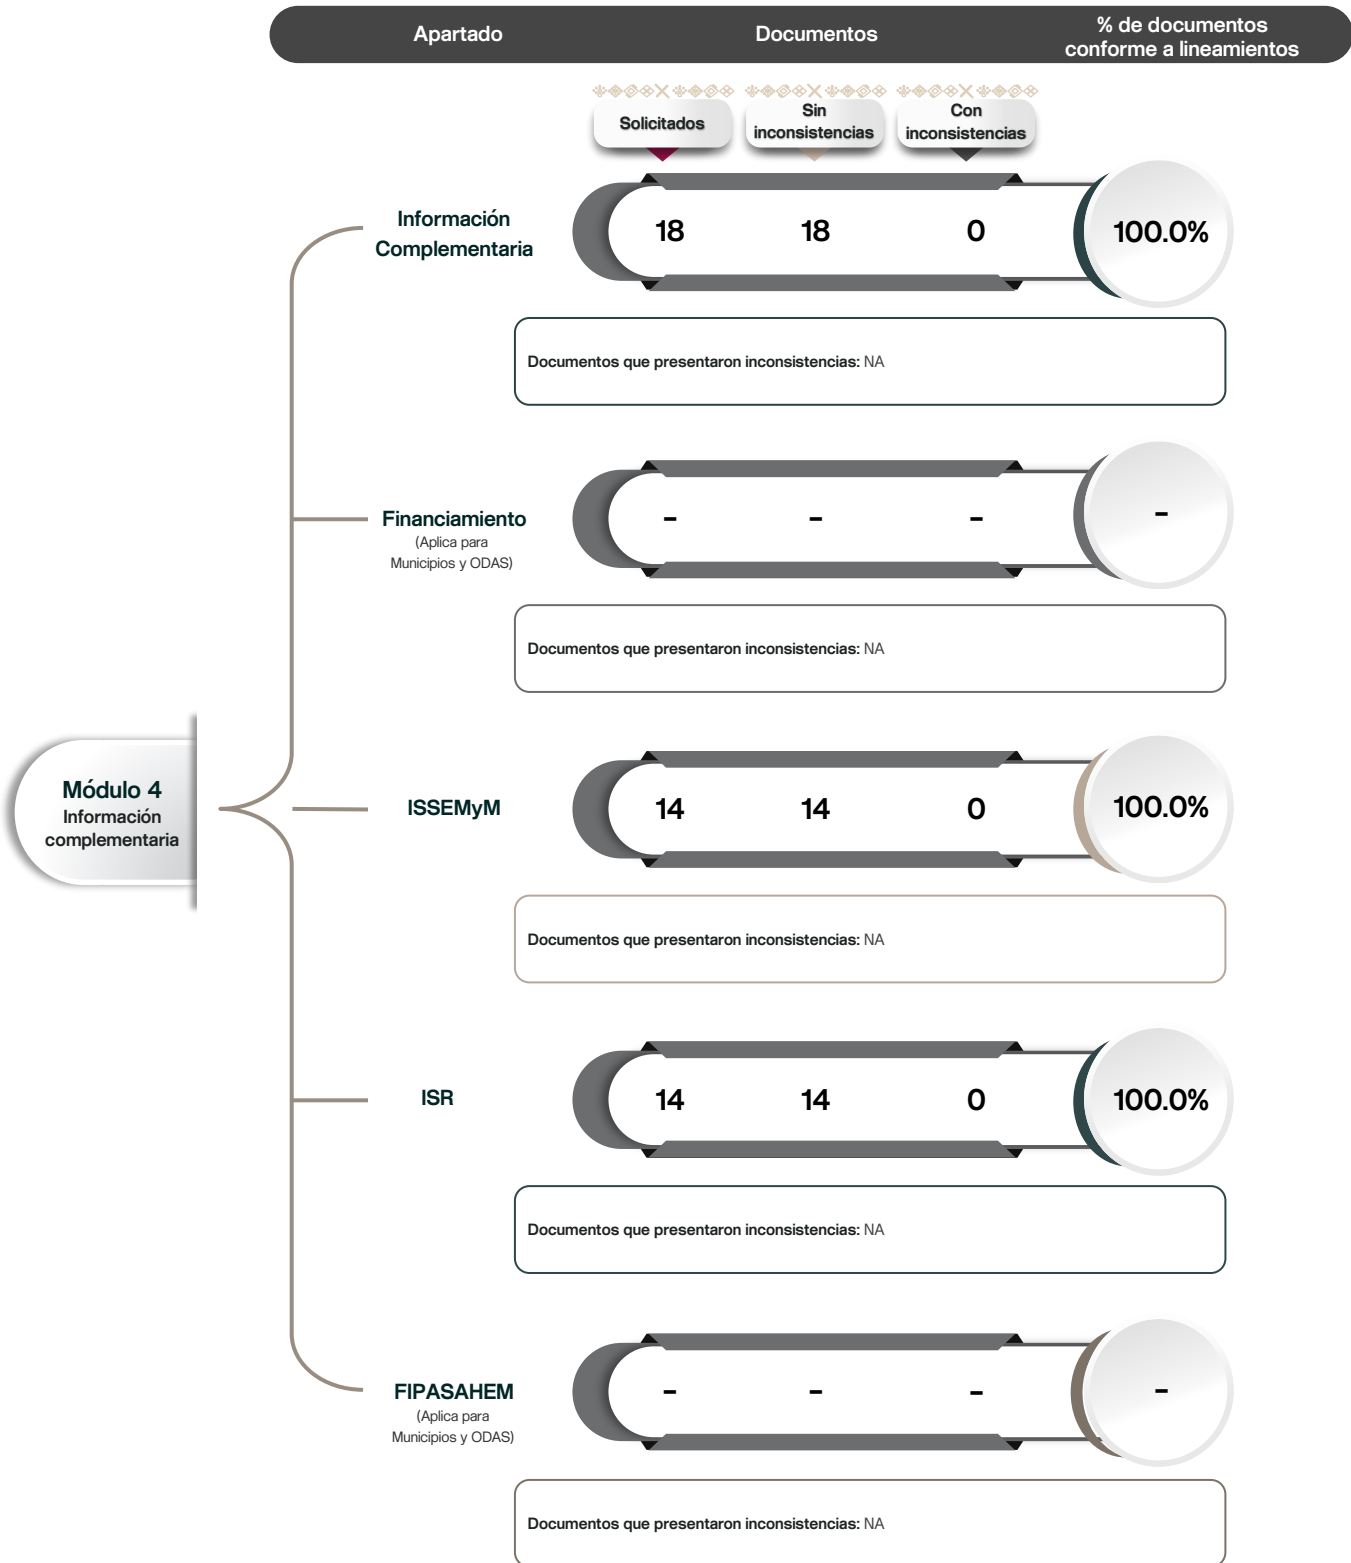 Apartado
Documentos
% de documentos
conforme a lineamientos
Solicitados
Sin
inconsistencias
Con
inconsistencias
Información
Complementaria
18 18 0 100.0%
Documentos que presentaron inconsistencias: NA
Financiamiento
(Aplica para
Municipios y ODAS)
- - - -
Documentos que presentaron inconsistencias: NA
Módulo 4
Información
complementaria
ISSEMyM
14 14 0 100.0%
Documentos que presentaron inconsistencias: NA
ISR
14 14 0 100.0%
Documentos que presentaron inconsistencias: NA
FIPASAHEM
(Aplica para
Municipios y ODAS)
- - - -
Documentos que presentaron inconsistencias: NA